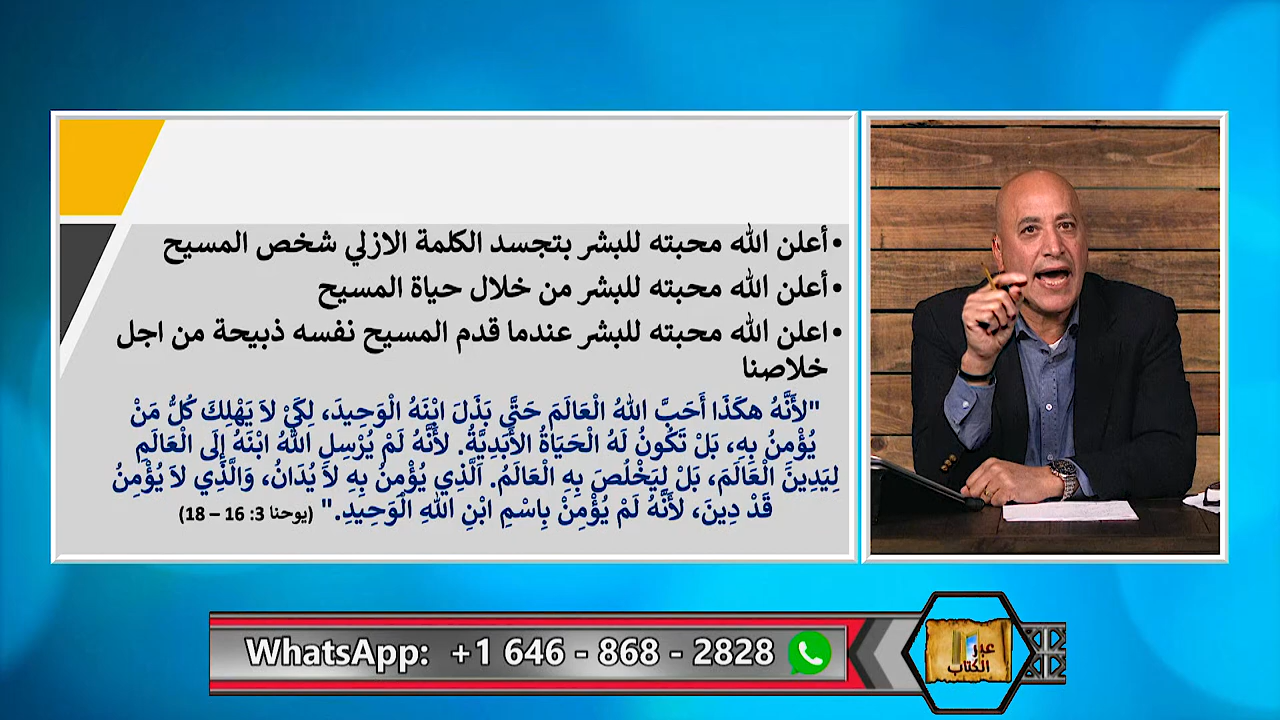 •أعلن الله محبته للبشر بتجسد الكلمة الازلي شخص المسيح
•أعلن الله محبته للبشر من خلال حياة المسيح
•اعلن الله محبته للبشر عندما قدم المسيح نفسه ذبيحة من اجل
خلاصنا
"لأَنَّهُ هكَذَا أَحَبَّ اللهُ الْعَالَمَ حَتَّى بَذَلَ ابْنَهُ الْوَحِيدَ، لِكَيْ لاَ يَهْلِكَ كُلُّ مَنْ
يُؤْمِنُ بِهِ، بَلْ تَكُونُ لَهُ الْحَيَاةُ الأَبَدِيَّةُ. لأَنَّهُ لَمْ يُرْسِلِ اللهُ ابْنَهُ إِلَى الْعَالَمِ
لِيَدِينَ الْعَالَمَ، بَلْ لِيَخْلُصَ بِهِ الْعَالَمُ. اَلَّذِي يُؤْمِنُ بِهِ لاَ يُدَانُ، وَالَّذِي لاَ يُؤْمِنُ
قَدْ دِينَ، لأَنَّهُ لَمْ يُؤْمِنْ بِاسْمِ ابْنِ اللهِ الْوَحِيدِ." (يوحنا 3: 16 – 18)
WhatsApp: +1 646 - 868 - 2828
عبر
الكتاب